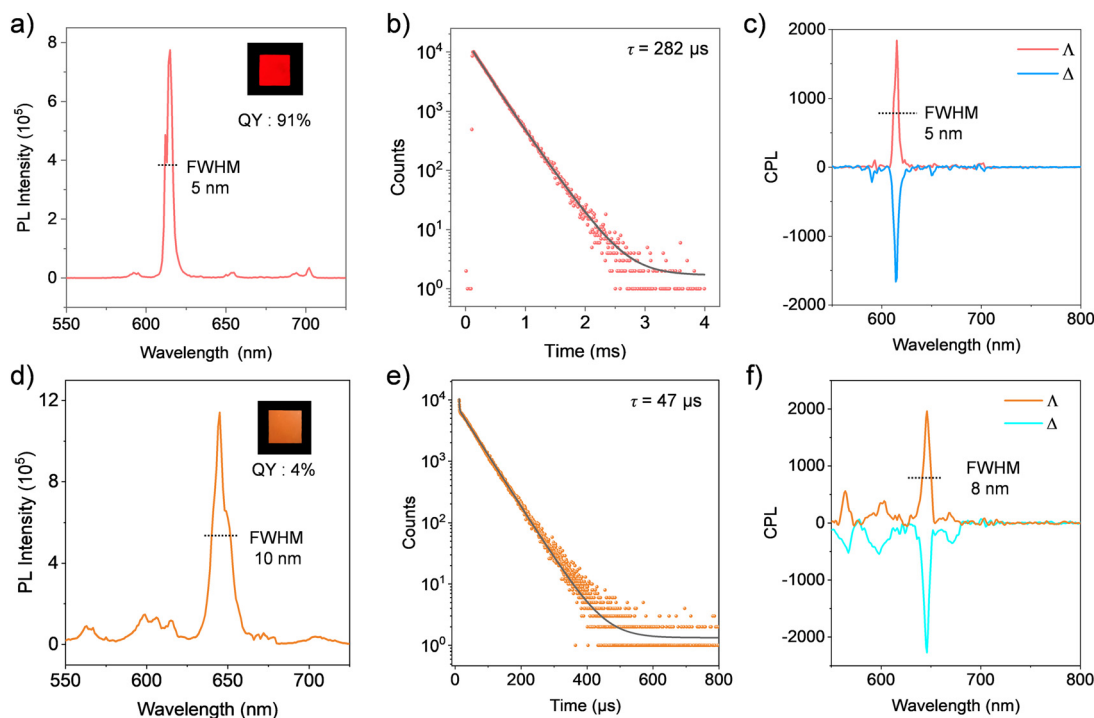 a)
8
6
4
2
0
PL Intensity (10⁵)
QY : 91%
FWHM
5 nm
550
600
650
700
Wavelength (nm)
b)
10⁴
10³
10²
10¹
10⁰
Counts
τ = 282 μs
0
1
2
3
4
Time (ms)
c)
2000
1000
0
-1000
-2000
CPL
Λ
Δ
FWHM
5 nm
600
700
800
Wavelength (nm)
d)
12
9
6
3
0
PL Intensity (10⁵)
QY : 4%
FWHM
10 nm
550
600
650
700
Wavelength (nm)
e)
10⁴
10³
10²
10¹
10⁰
Counts
τ = 47 μs
0
200
400
600
800
Time (μs)
f)
2000
1000
0
-1000
-2000
CPL
Λ
Δ
FWHM
8 nm
600
700
800
Wavelength (nm)